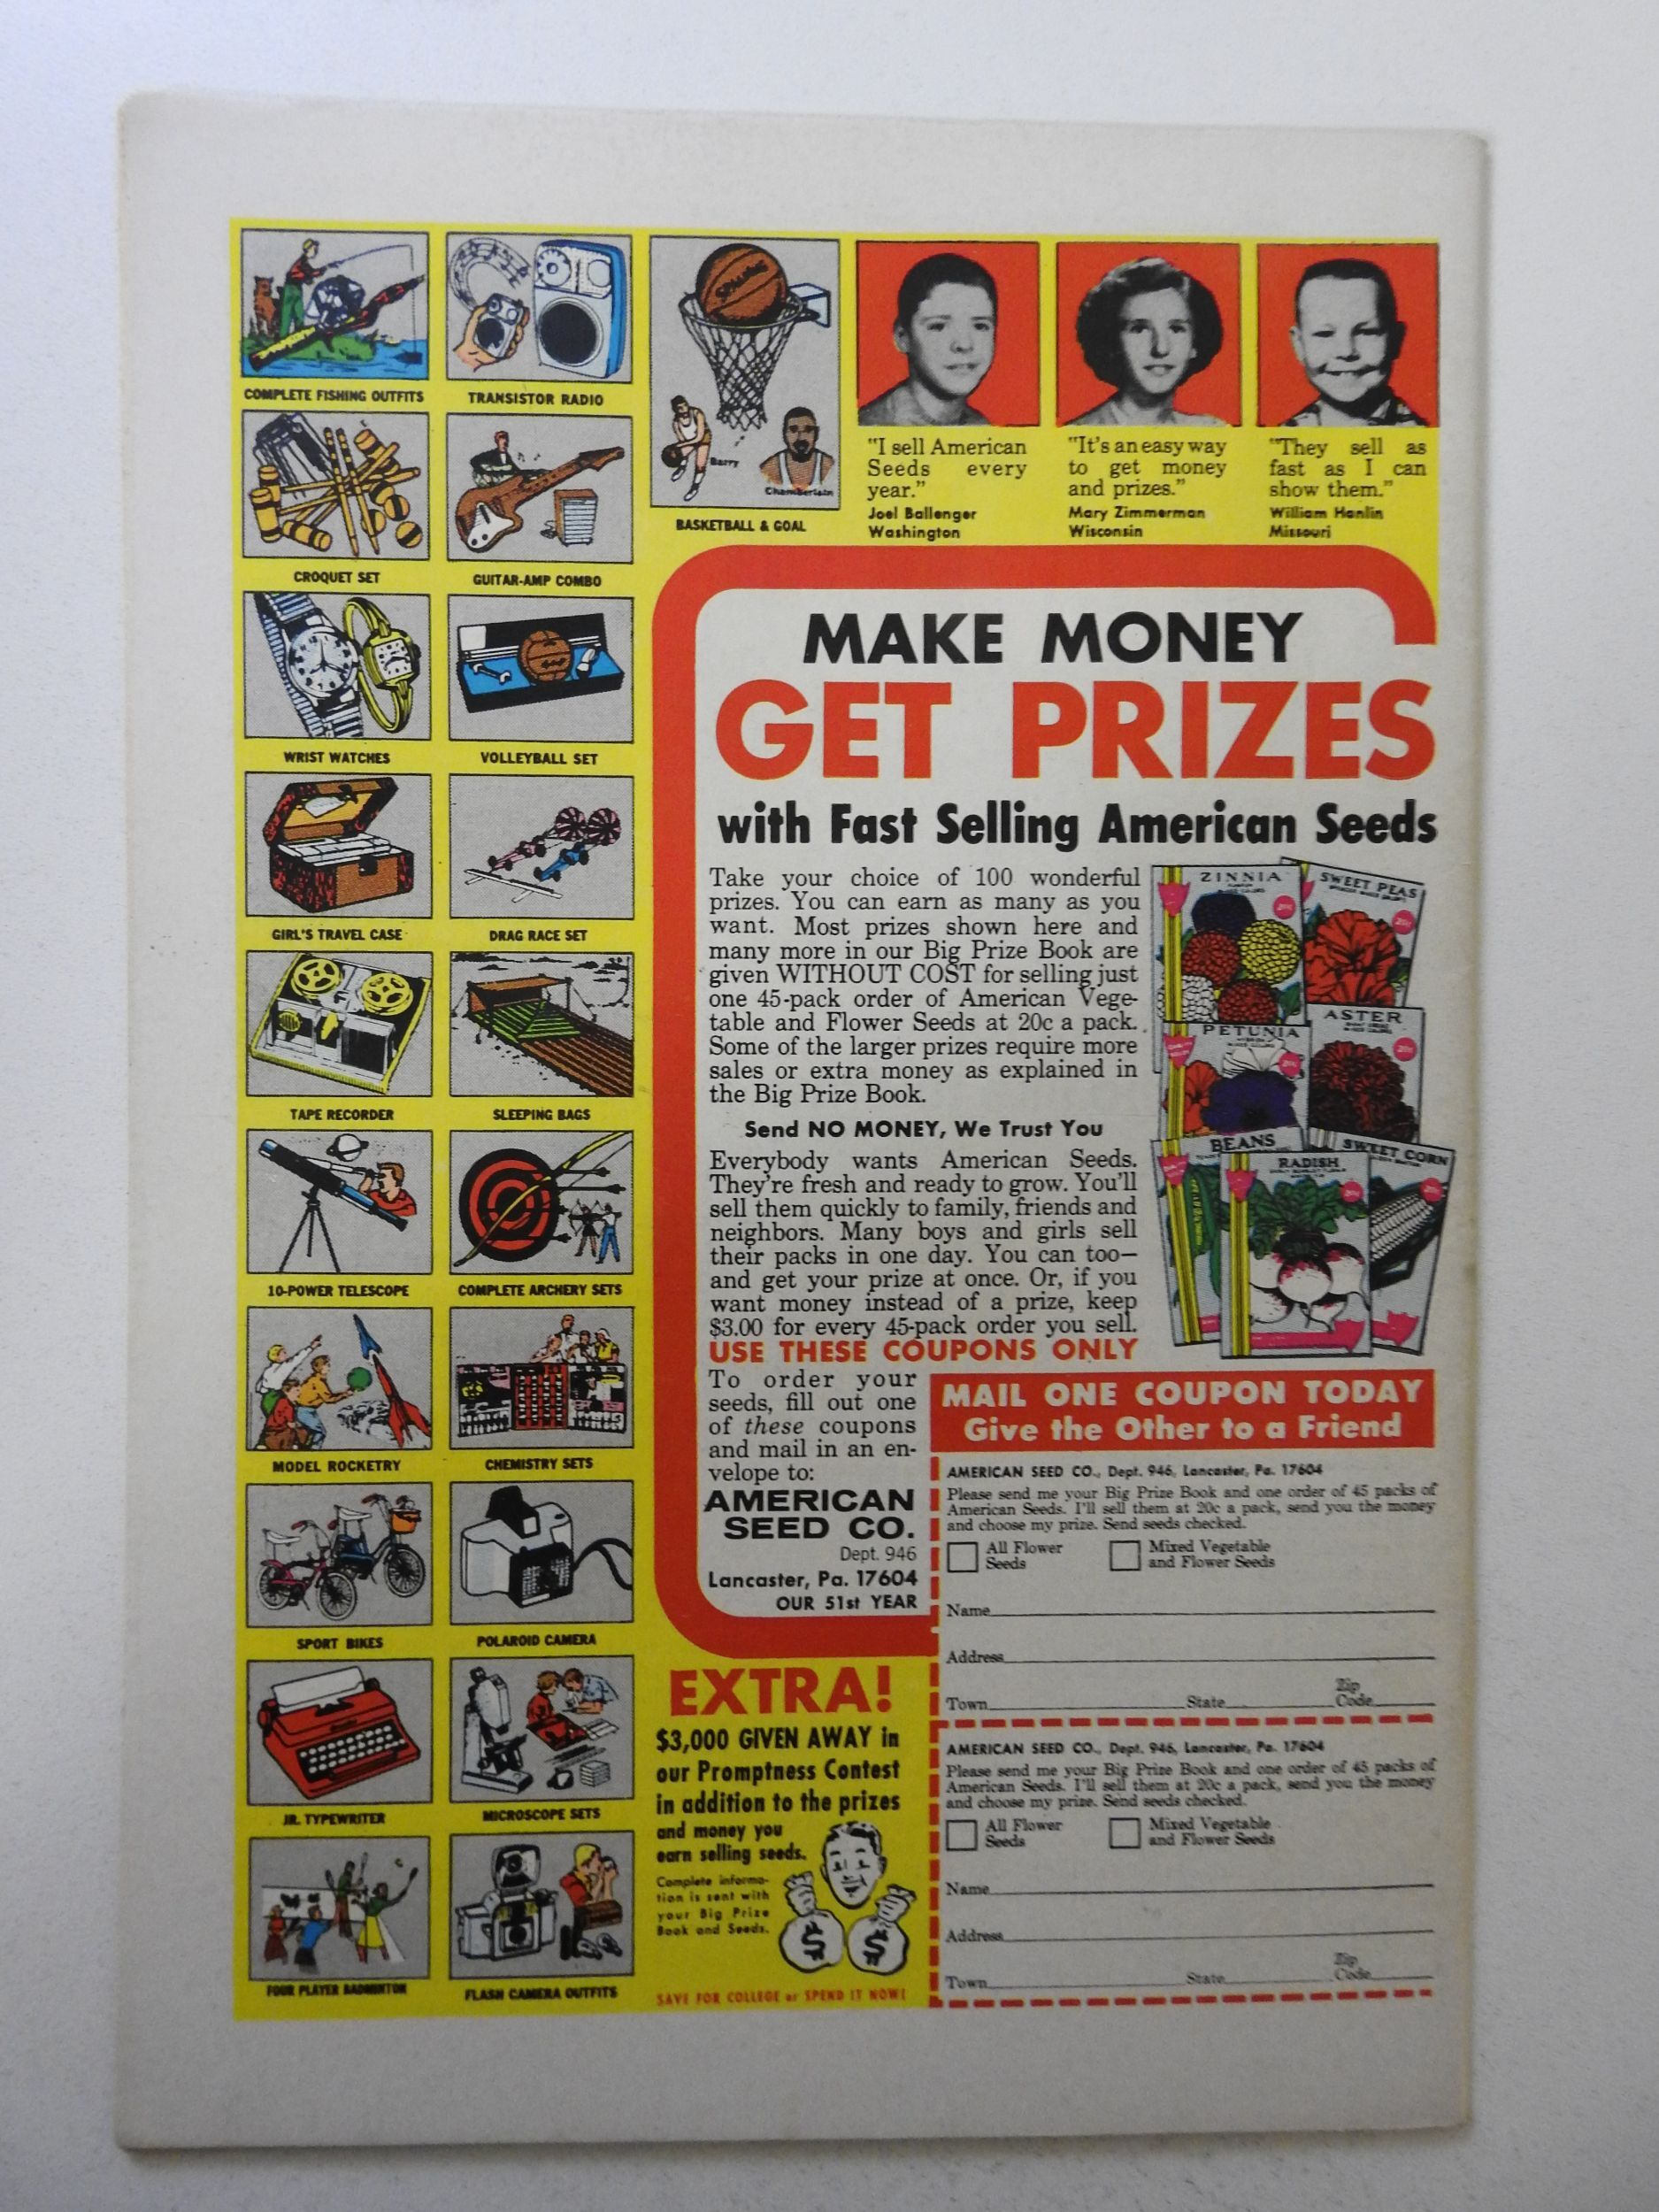 COMPLETE FISHING OUTFITS
TRANSISTOR RADIO
CROQUET SET
GUITAR-AMP COMBO
WRIST WATCHES
VOLLEYBALL SET
GIRL'S TRAVEL CASE
DRAG RACE SET
TAPE RECORDER
SLEEPING BAGS
10-POWER TELESCOPE
COMPLETE ARCHERY SETS
MODEL ROCKETRY
CHEMISTRY SETS
SPORT BIKES
POLAROID CAMERA
JR. TYPEWRITER
MICROSCOPE SETS
FOUR PLAYER BADMINTON
FLASH CAMERA OUTFITS
SPALDING
Barry
Chamberlain
BASKETBALL & GOAL
"I sell American
Seeds every
year."
Joel Ballenger
Washington
"It's an easy way
to get money
and prizes."
Mary Zimmerman
Wisconsin
"They sell as
fast as I can
show them."
William Hanlin
Missouri
MAKE MONEY
GET PRIZES
with Fast Selling American Seeds
Take your choice of 100 wonderful
prizes. You can earn as many as you
want. Most prizes shown here and
many more in our Big Prize Book are
given WITHOUT COST for selling just
one 45-pack order of American Vege-
table and Flower Seeds at 20c a pack.
Some of the larger prizes require more
sales or extra money as explained in
the Big Prize Book.
Send NO MONEY, We Trust You
Everybody wants American Seeds.
They're fresh and ready to grow. You'll
sell them quickly to family, friends and
neighbors. Many boys and girls sell
their packs in one day. You can too—
and get your prize at once. Or, if you
want money instead of a prize, keep
$3.00 for every 45-pack order you sell.
USE THESE COUPONS ONLY
To order your
seeds, fill out one
of these coupons
and mail in an en-
velope to:
AMERICAN
SEED CO.
Dept. 946
Lancaster, Pa. 17604
OUR 51st YEAR
ZINNIA
20c
SWEET PEAS
20c
PETUNIA
20c
ASTER
20c
BEANS
RADISH
20c
SWEET CORN
20c
MAIL ONE COUPON TODAY
Give the Other to a Friend
AMERICAN SEED CO., Dept. 946, Lancaster, Pa. 17604
Please send me your Big Prize Book and one order of 45 packs of
American Seeds. I'll sell them at 20c a pack, send you the money
and choose my prize. Send seeds checked.
All Flower
Seeds
Mixed Vegetable
and Flower Seeds
Name
Address
Town State Zip Code
AMERICAN SEED CO., Dept. 946, Lancaster, Pa. 17604
Please send me your Big Prize Book and one order of 45 packs of
American Seeds. I'll sell them at 20c a pack, send you the money
and choose my prize. Send seeds checked.
All Flower
Seeds
Mixed Vegetable
and Flower Seeds
Name
Address
Town State Zip Code
EXTRA!
$3,000 GIVEN AWAY in
our Promptness Contest
in addition to the prizes
and money you
earn selling seeds.
Complete informa-
tion is sent with
your Big Prize
Book and Seeds.
$ $
SAVE FOR COLLEGE or SPEND IT NOW!